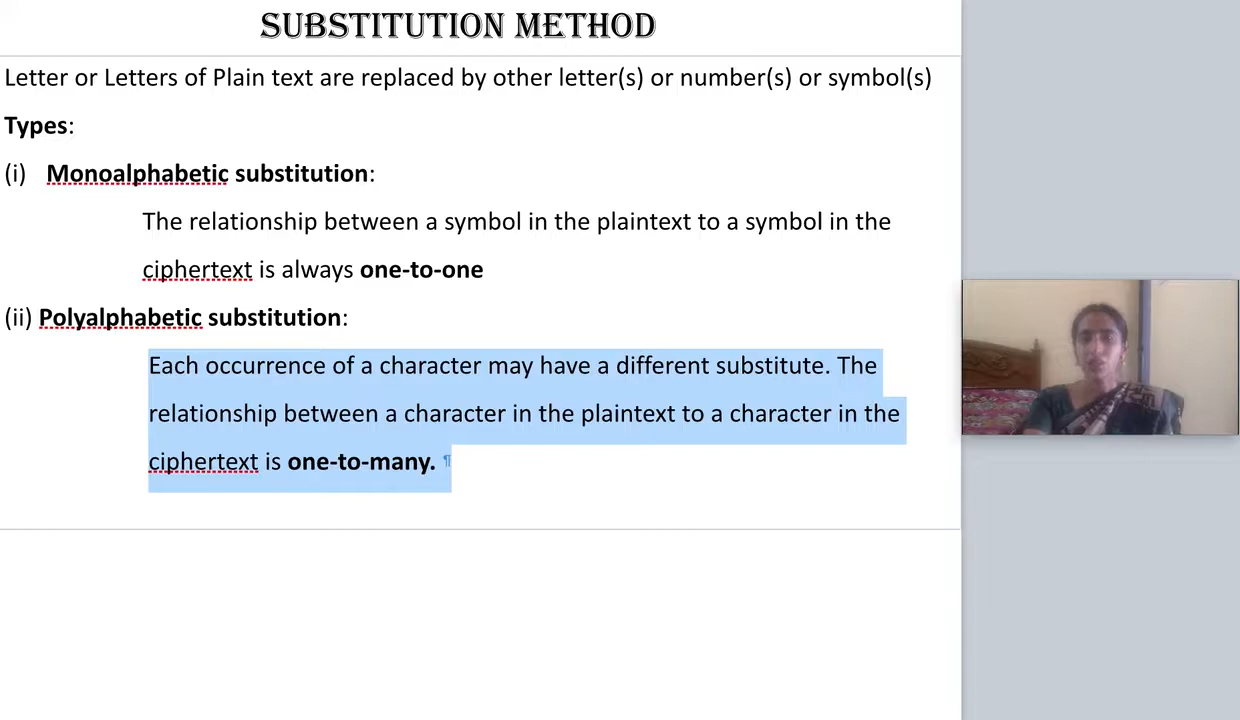 SUBSTITUTION METHOD
Letter or Letters of Plain text are replaced by other letter(s) or number(s) or symbol(s)
Types:
(i) Monoalphabetic substitution:
The relationship between a symbol in the plaintext to a symbol in the
ciphertext is always one-to-one
(ii) Polyalphabetic substitution:
Each occurrence of a character may have a different substitute. The
relationship between a character in the plaintext to a character in the
ciphertext is one-to-many. ¶